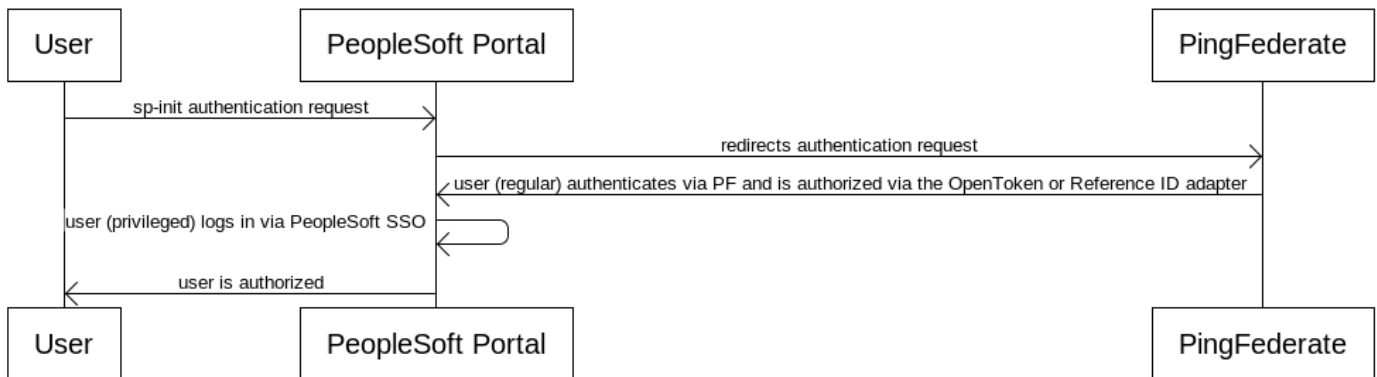 User PeopleSoft Portal PingFederate
sp-init authentication request
redirects authentication request
user (regular) authenticates via PF and is authorized via the OpenToken or Reference ID adapter
user (privileged) logs in via PeopleSoft SSO
user is authorized
User PeopleSoft Portal PingFederate